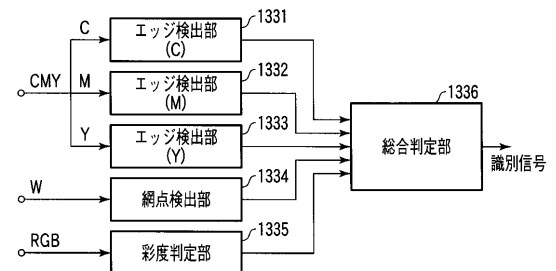 C
エッジ検出部
(C)
1331
CMY
M
エッジ検出部
(M)
1332
Y
エッジ検出部
(Y)
1333
W
網点検出部
1334
RGB
彩度判定部
1335
総合判定部
1336
識別信号